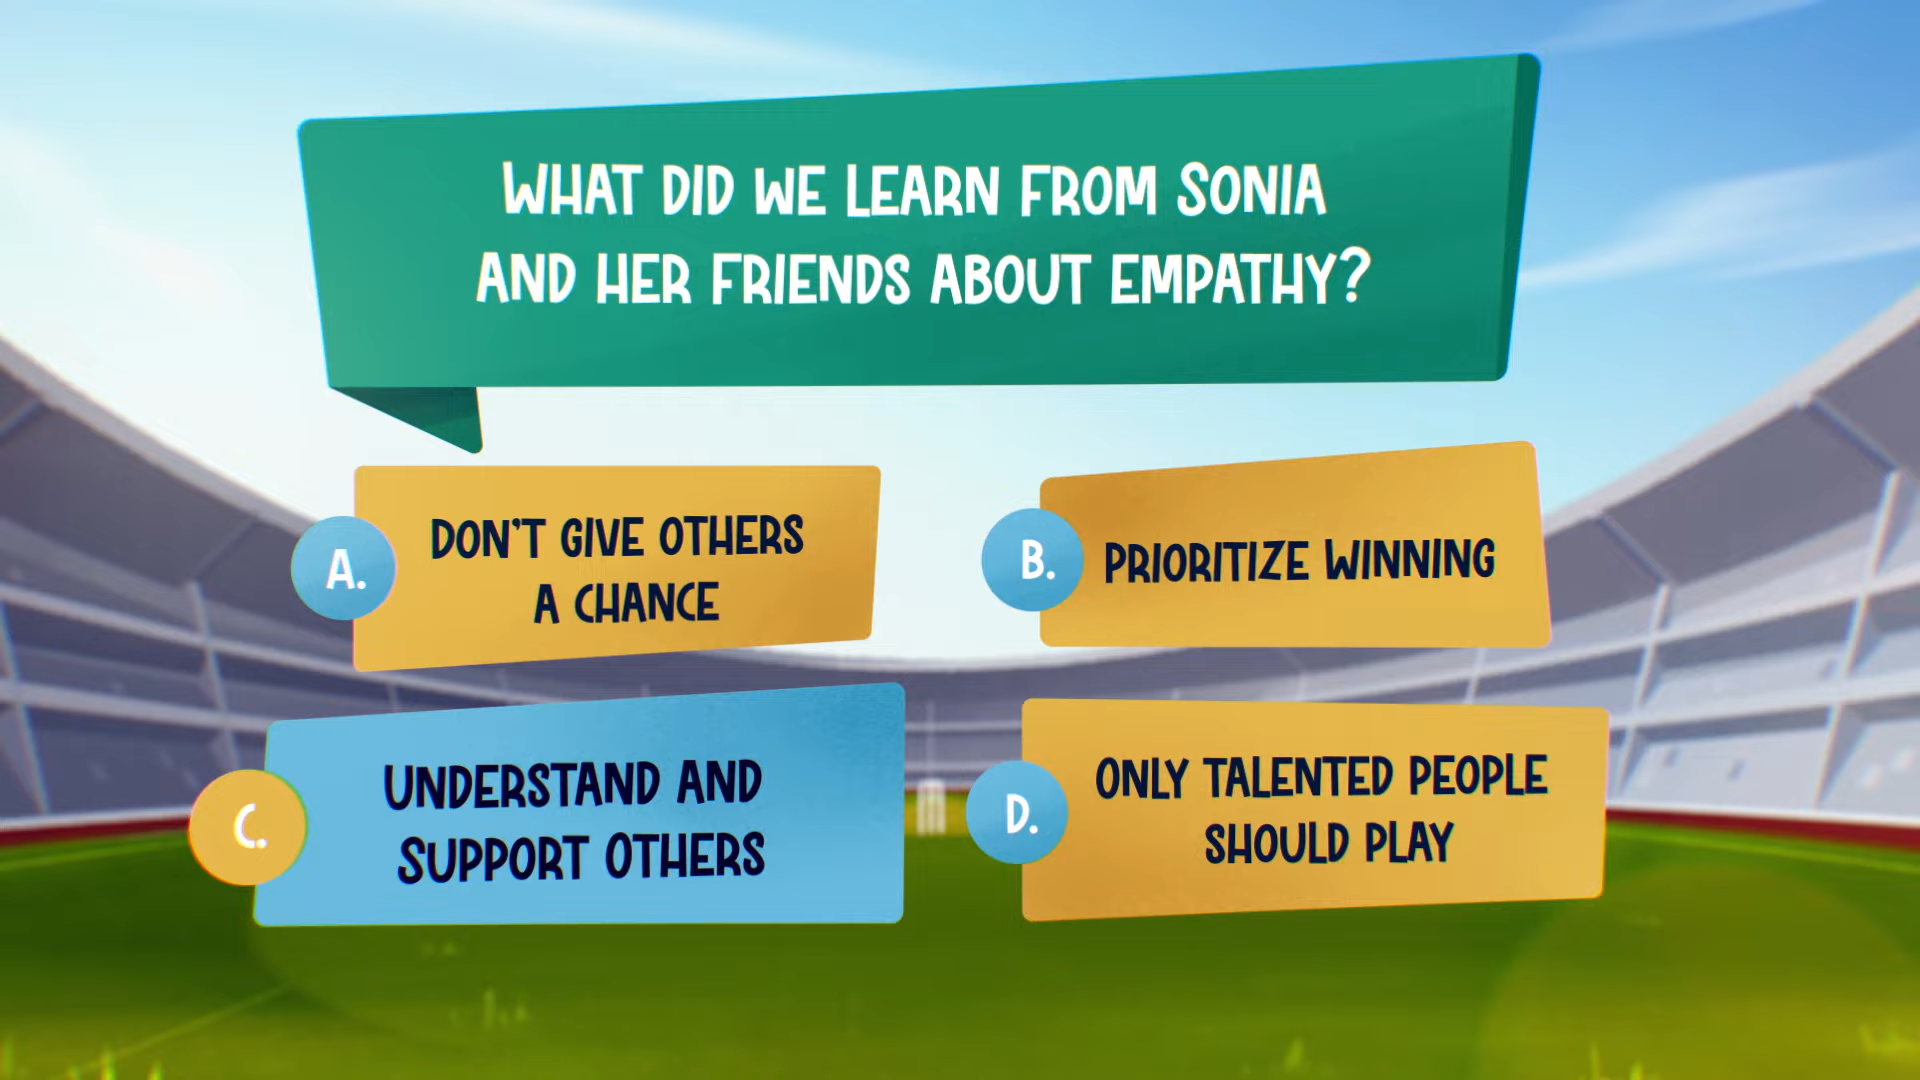 WHAT DID WE LEARN FROM SONIA
AND HER FRIENDS ABOUT EMPATHY?
A.
DON'T GIVE OTHERS
A CHANCE
B.
PRIORITIZE WINNING
C.
UNDERSTAND AND
SUPPORT OTHERS
D.
ONLY TALENTED PEOPLE
SHOULD PLAY